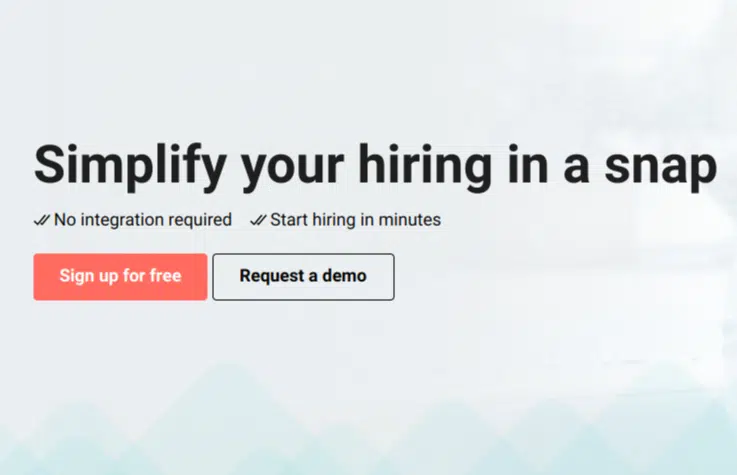 Simplify your hiring in a snap
No integration required Start hiring in minutes
Sign up for free Request a demo